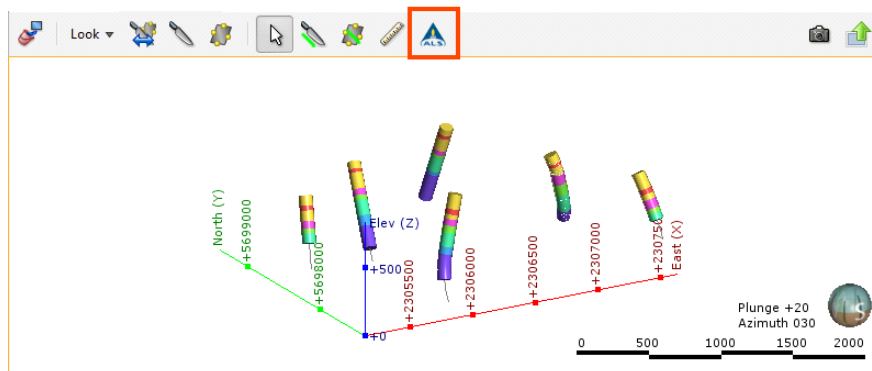 Look
ALS
North (Y)
+5699000
+5698000
Elev (Z)
+500
+0
+2305500
+2306000
+2306500
+2307000
+230750
East (X)
Plunge +20
Azimuth 030
0 500 1000 1500 2000
S